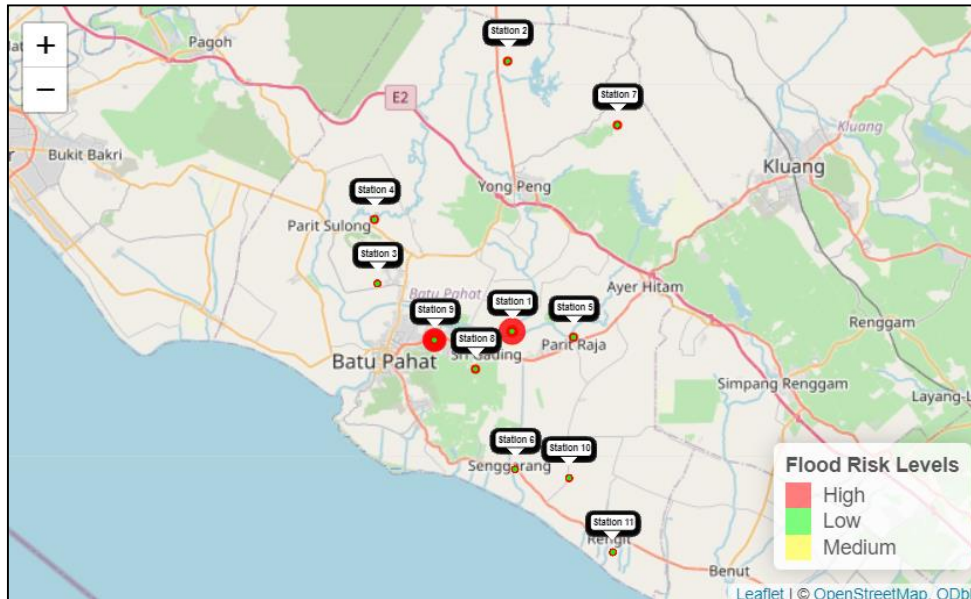 +
−
Pagoh
E2
Station 2
Station 7
Kluang
Kluang
Bukit Bakri
Yong Peng
Station 4
Parit Sulong
Station 3
Ayer Hitam
Batu Pahat
Station 9
Station 1
Station 5
Renggam
Station 8
Sri Gading
Parit Raja
Batu Pahat
Simpang Renggam
Layang-L
Station 6
Senggarang
Station 10
Flood Risk Levels
High
Low
Medium
Station 11
Rengit
Benut
Leaflet | © OpenStreetMap, ODbl